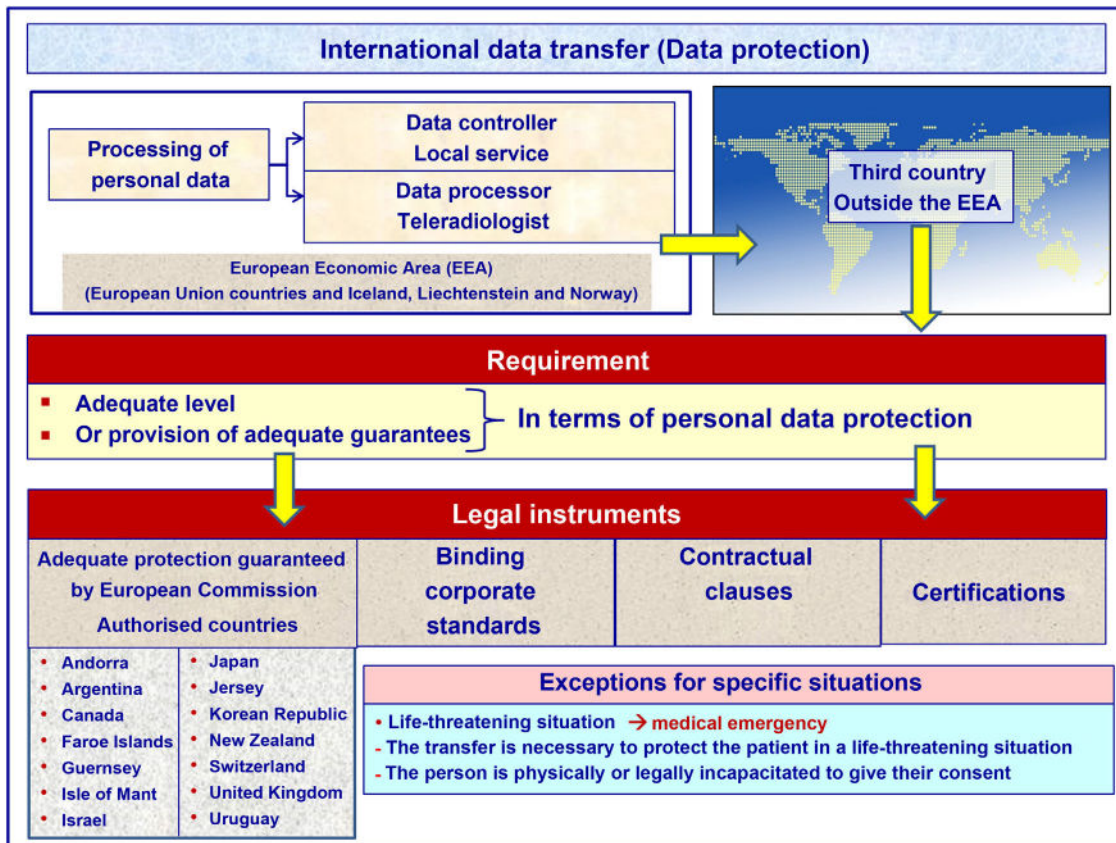 International data transfer (Data protection)
Processing of
personal data
Data controller
Local service
Data processor
Teleradiologist
European Economic Area (EEA)
(European Union countries and Iceland, Liechtenstein and Norway)
Third country
Outside the EEA
Requirement
▪ Adequate level
▪ Or provision of adequate guarantees
In terms of personal data protection
Legal instruments
Adequate protection guaranteed
by European Commission
Authorised countries
Binding
corporate
standards
Contractual
clauses
Certifications
• Andorra
• Argentina
• Canada
• Faroe Islands
• Guernsey
• Isle of Mant
• Israel
• Japan
• Jersey
• Korean Republic
• New Zealand
• Switzerland
• United Kingdom
• Uruguay
Exceptions for specific situations
• Life-threatening situation → medical emergency
- The transfer is necessary to protect the patient in a life-threatening situation
- The person is physically or legally incapacitated to give their consent